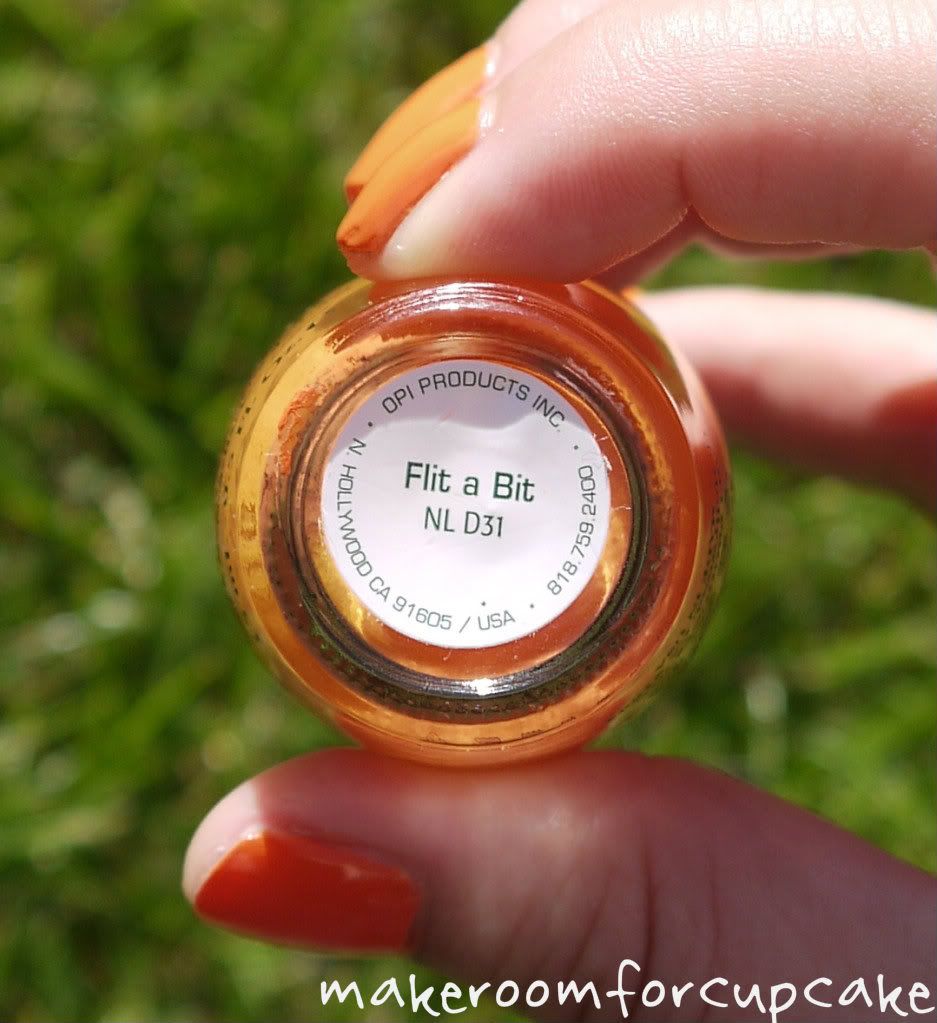 OPI PRODUCTS INC. •
Flit a Bit
NL D31
• N. HOLLYWOOD CA 91605 / USA • 818.759.2400
makeroomforcupcake